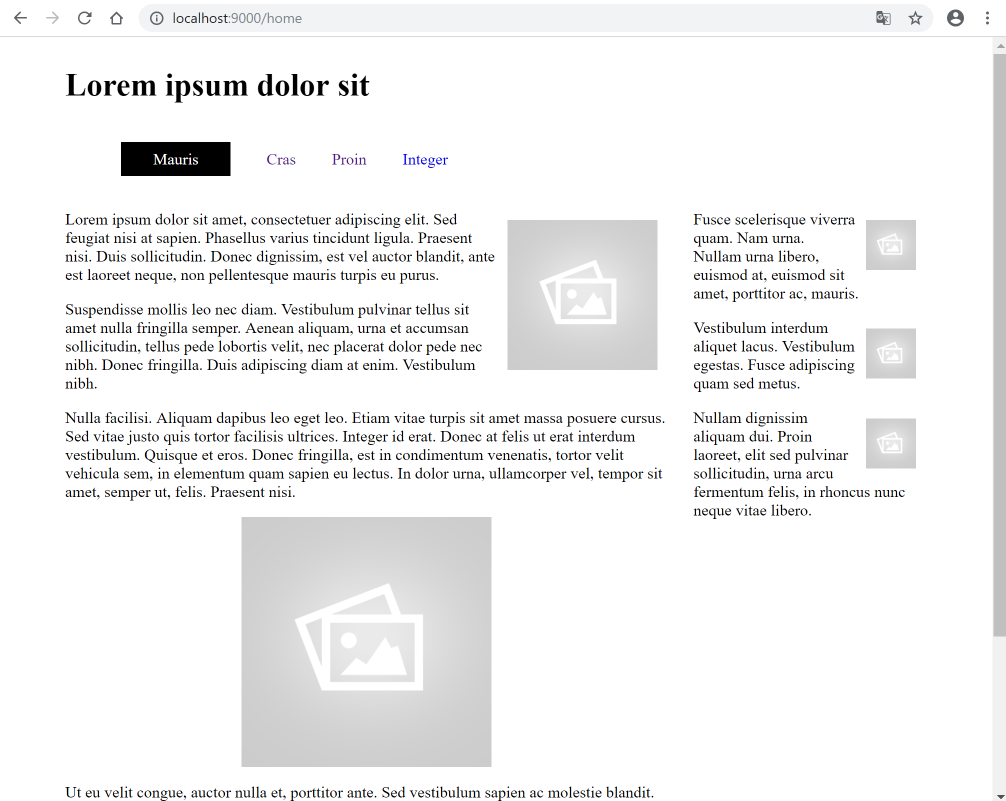 localhost:9000/home
Lorem ipsum dolor sit
Mauris Cras Proin Integer
Lorem ipsum dolor sit amet, consectetuer adipiscing elit. Sed
feugiat nisi at sapien. Phasellus varius tincidunt ligula. Praesent
nisi. Duis sollicitudin. Donec dignissim, est vel auctor blandit, ante
est laoreet neque, non pellentesque mauris turpis eu purus.
Suspendisse mollis leo nec diam. Vestibulum pulvinar tellus sit
amet nulla fringilla semper. Aenean aliquam, urna et accumsan
sollicitudin, tellus pede lobortis velit, nec placerat dolor pede nec
nibh. Donec fringilla. Duis adipiscing diam at enim. Vestibulum
nibh.
Nulla facilisi. Aliquam dapibus leo eget leo. Etiam vitae turpis sit amet massa posuere cursus.
Sed vitae justo quis tortor facilisis ultrices. Integer id erat. Donec at felis ut erat interdum
vestibulum. Quisque et eros. Donec fringilla, est in condimentum venenatis, tortor velit
vehicula sem, in elementum quam sapien eu lectus. In dolor urna, ullamcorper vel, tempor sit
amet, semper ut, felis. Praesent nisi.
Ut eu velit congue, auctor nulla et, porttitor ante. Sed vestibulum sapien ac molestie blandit.
Fusce scelerisque viverra
quam. Nam urna.
Nullam urna libero,
euismod at, euismod sit
amet, porttitor ac, mauris.
Vestibulum interdum
aliquet lacus. Vestibulum
egestas. Fusce adipiscing
quam sed metus.
Nullam dignissim
aliquam dui. Proin
laoreet, elit sed pulvinar
sollicitudin, urna arcu
fermentum felis, in rhoncus nunc
neque vitae libero.